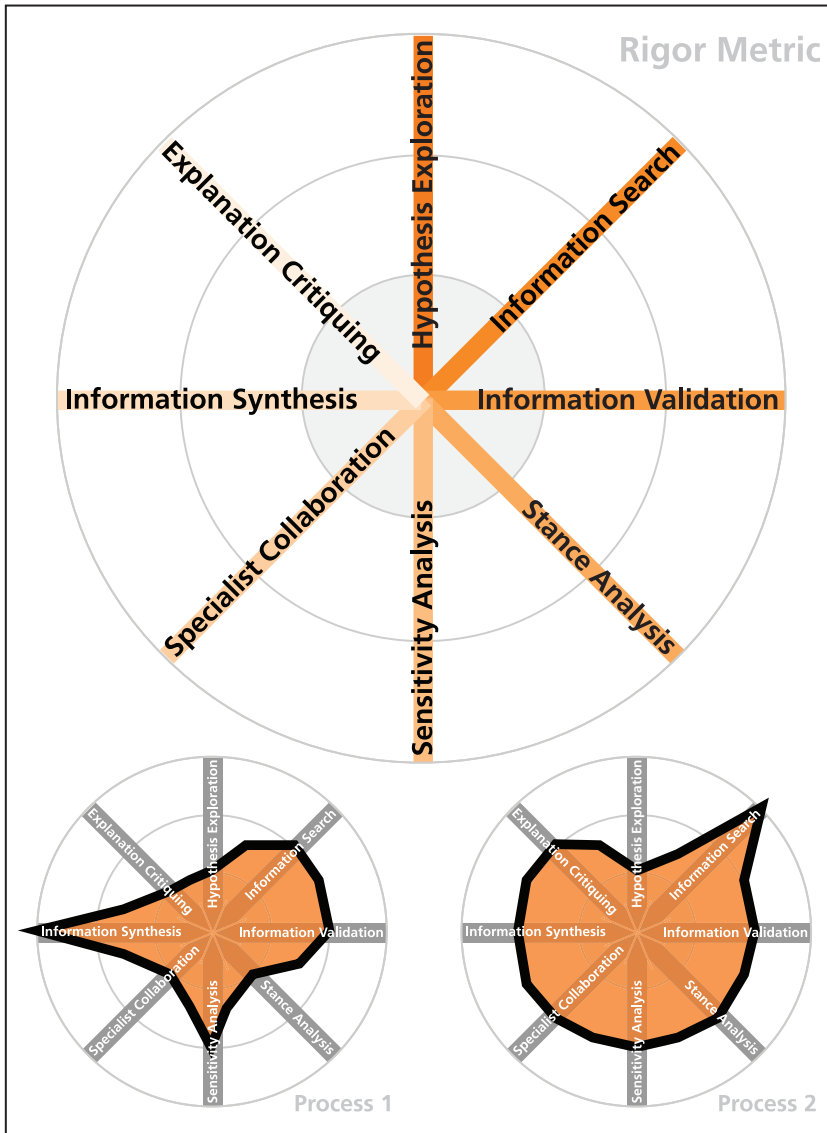 Rigor Metric
Hypothesis Exploration
Information Search
Information Validation
Stance Analysis
Sensitivity Analysis
Specialist Collaboration
Information Synthesis
Explanation Critiquing
Hypothesis Exploration
Information Search
Information Validation
Stance Analysis
Sensitivity Analysis
Specialist Collaboration
Information Synthesis
Explanation Critiquing
Process 1
Hypothesis Exploration
Information Search
Information Validation
Stance Analysis
Sensitivity Analysis
Specialist Collaboration
Information Synthesis
Explanation Critiquing
Process 2